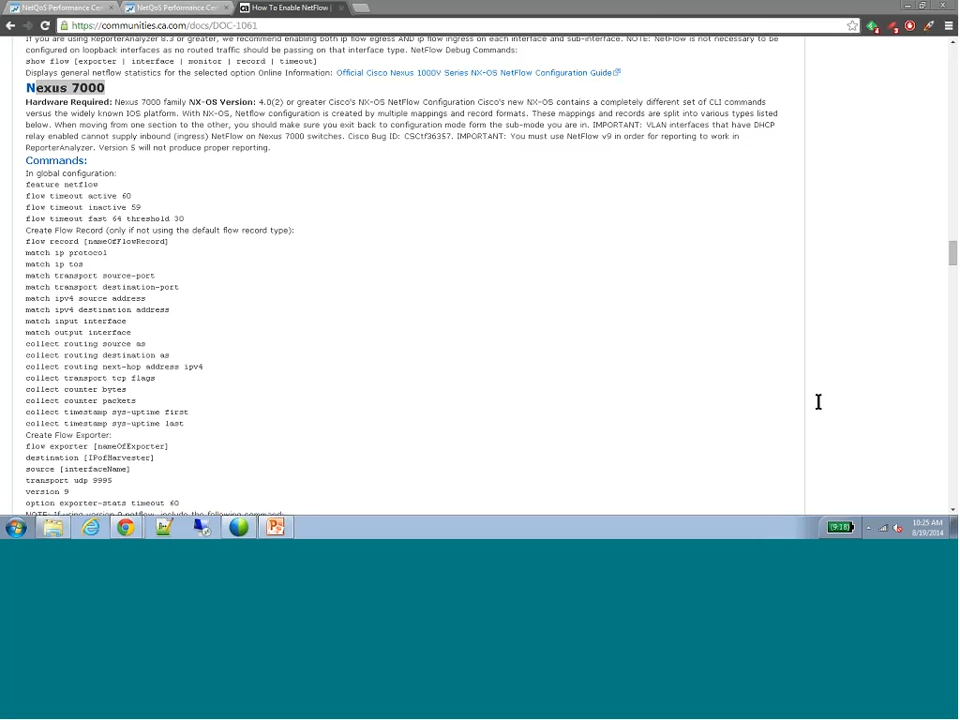 NetQoS Performance Cen
NetQoS Performance Cen
How To Enable NetFlow |
https://communities.ca.com/docs/DOC-1061
If you are using ReporterAnalyzer 8.3 or greater, we recommend enabling both ip flow egress AND ip flow ingress on each interface and sub-interface. NOTE: NetFlow is not necessary to be
configured on loopback interfaces as no routed traffic should be passing on that interface type. NetFlow Debug Commands:
show flow [exporter | interface | monitor | record | timeout]
Displays general netflow statistics for the selected option Online Information: Official Cisco Nexus 1000V Series NX-OS NetFlow Configuration Guide
Nexus 7000
Hardware Required: Nexus 7000 family NX-OS Version: 4.0(2) or greater Cisco's NX-OS NetFlow Configuration Cisco's new NX-OS contains a completely different set of CLI commands
versus the widely known IOS platform. With NX-OS, Netflow configuration is created by multiple mappings and record formats. These mappings and records are split into various types listed
below. When moving from one section to the other, you should make sure you exit back to configuration mode form the sub-mode you are in. IMPORTANT: VLAN interfaces that have DHCP
relay enabled cannot supply inbound (ingress) NetFlow on Nexus 7000 switches. Cisco Bug ID: CSCtf36357. IMPORTANT: You must use NetFlow v9 in order for reporting to work in
ReporterAnalyzer. Version 5 will not produce proper reporting.
Commands:
In global configuration:
feature netflow
flow timeout active 60
flow timeout inactive 59
flow timeout fast 64 threshold 30
Create Flow Record (only if not using the default flow record type):
flow record [nameOfFlowRecord]
match ip protocol
match ip tos
match transport source-port
match transport destination-port
match ipv4 source address
match ipv4 destination address
match input interface
match output interface
collect routing source as
collect routing destination as
collect routing next-hop address ipv4
collect transport tcp flags
collect counter bytes
collect counter packets
collect timestamp sys-uptime first
collect timestamp sys-uptime last
Create Flow Exporter:
flow exporter [nameOfExporter]
destination [IPofHarvester]
source [interfaceName]
transport udp 9995
version 9
option exporter-stats timeout 60
NOTE: If using version 9 netflow, include the following command:
(9:18)
10:25 AM
8/19/2014